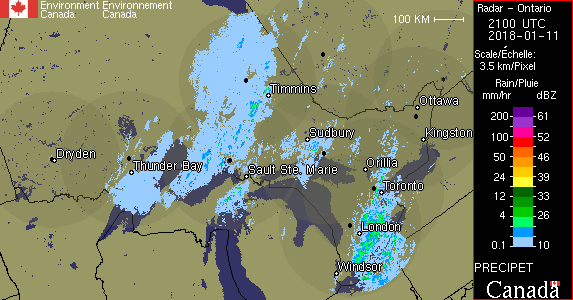 Environment Environnement
Canada Canada
100 KM
Timmins
Ottawa
Sudbury
Kingston
Dryden
Thunder Bay
Sault Ste. Marie
Orillia
Toronto
London
Windsor
Radar - Ontario
2100 UTC
2018-01-11
Scale/Échelle:
3.5 km/Pixel
Rain/Pluie
mm/hr dBZ
200 61
100 52
50 46
24 39
12 33
4 26
0.1 10
PRECIPET
Canada